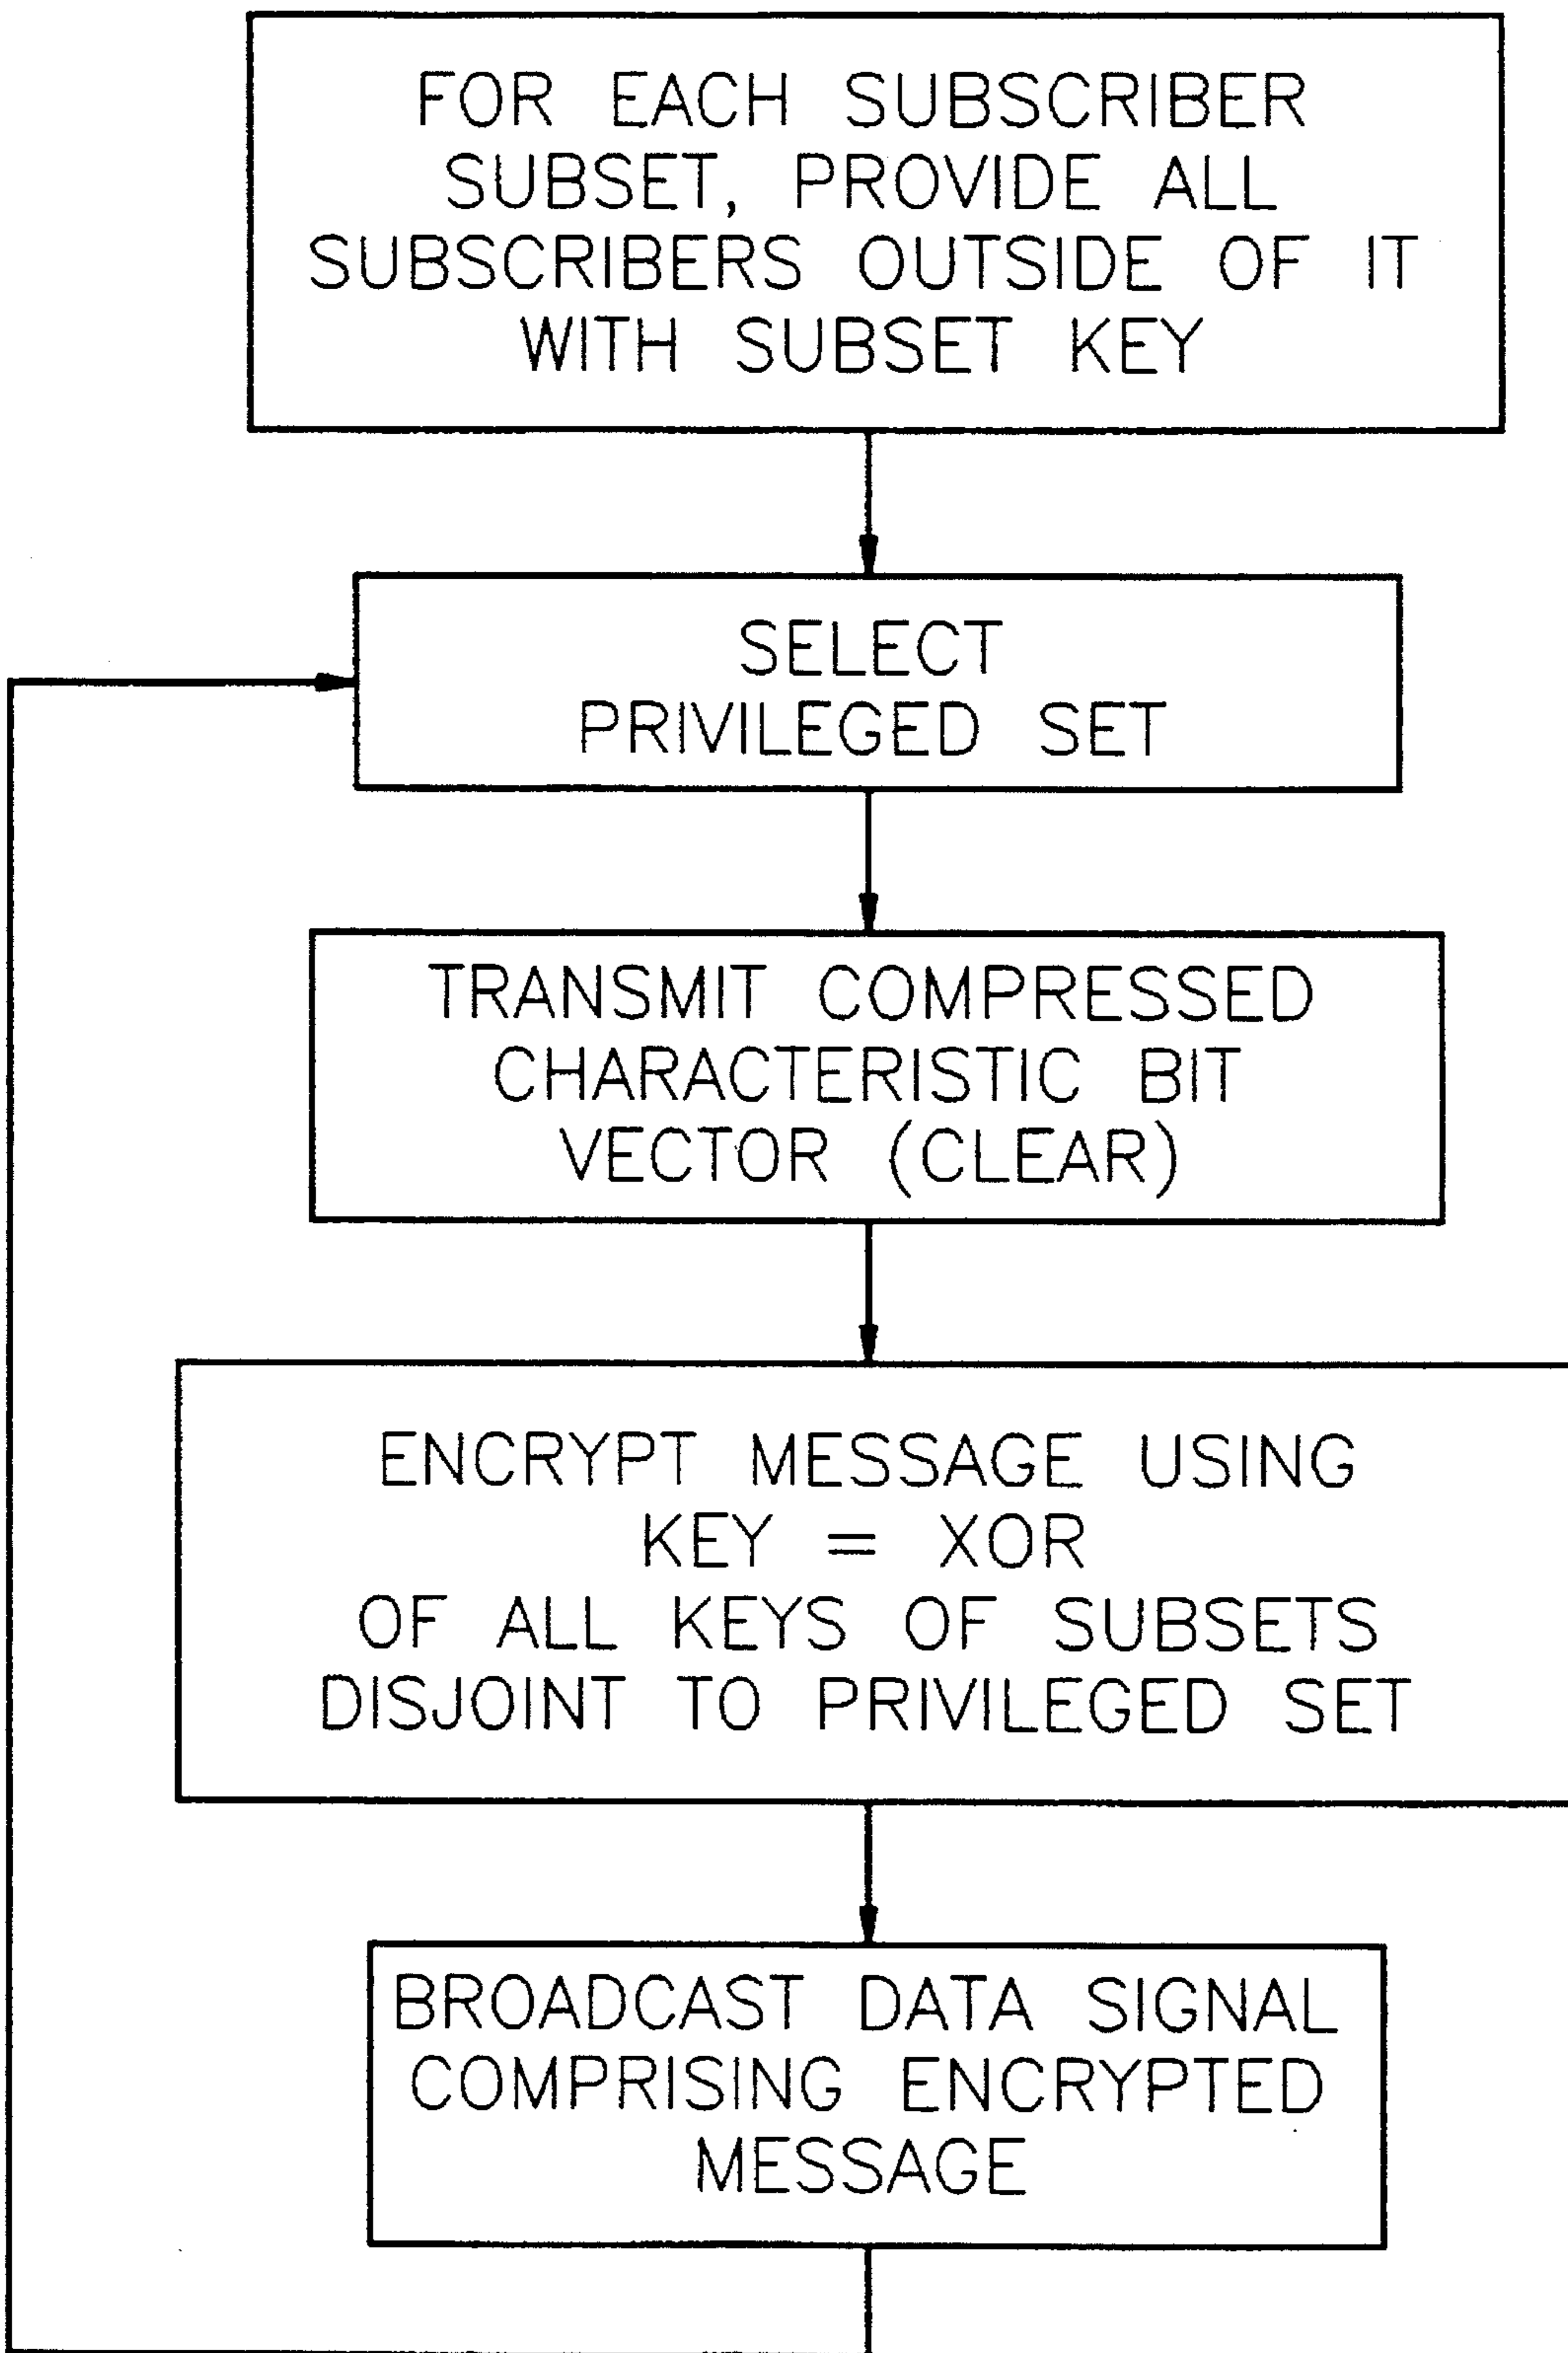 FOR EACH SUBSCRIBER
SUBSET, PROVIDE ALL
SUBSCRIBERS OUTSIDE OF IT
WITH SUBSET KEY
SELECT
PRIVILEGED SET
TRANSMIT COMPRESSED
CHARACTERISTIC BIT
VECTOR (CLEAR)
ENCRYPT MESSAGE USING
KEY = XOR
OF ALL KEYS OF SUBSETS
DISJOINT TO PRIVILEGED SET
BROADCAST DATA SIGNAL
COMPRISING ENCRYPTED
MESSAGE